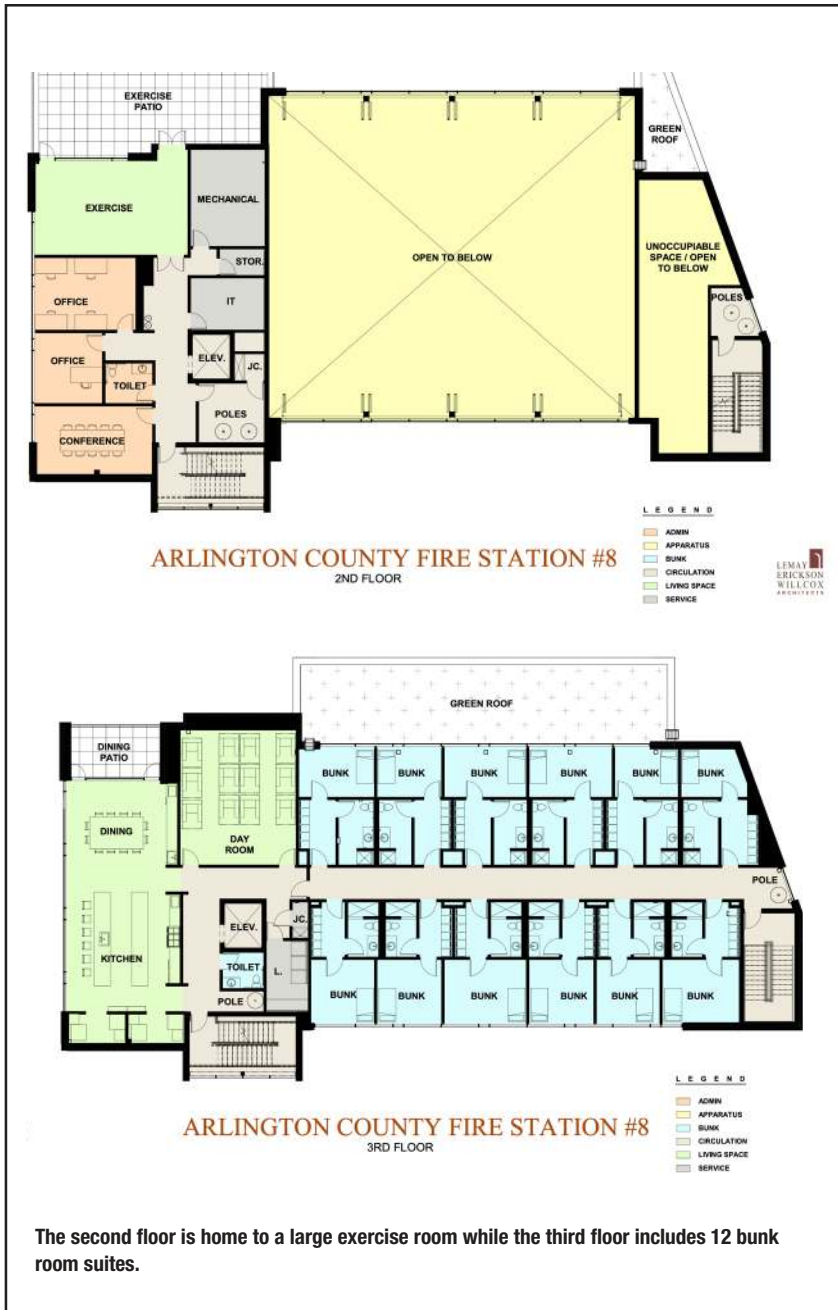 EXERCISE
PATIO
GREEN
ROOF
EXERCISE
MECHANICAL
STOR.
OPEN TO BELOW
UNOCCUPIABLE
SPACE / OPEN
TO BELOW
OFFICE
IT
POLES
OFFICE
ELEV.
JC.
TOILET
POLES
CONFERENCE
LEGEND
ADMIN
APPARATUS
BUNK
CIRCULATION
LIVING SPACE
SERVICE
ARLINGTON COUNTY FIRE STATION #8
2ND FLOOR
LEMAY
ERICKSON
WILLCOX
ARCHITECTS
GREEN ROOF
DINING
PATIO
BUNK
BUNK
BUNK
BUNK
BUNK
BUNK
DINING
DAY
ROOM
POLE
JC.
ELEV.
KITCHEN
TOILET
L.
POLE
BUNK
BUNK
BUNK
BUNK
BUNK
BUNK
LEGEND
ADMIN
APPARATUS
BUNK
CIRCULATION
LIVING SPACE
SERVICE
ARLINGTON COUNTY FIRE STATION #8
3RD FLOOR
The second floor is home to a large exercise room while the third floor includes 12 bunk
room suites.